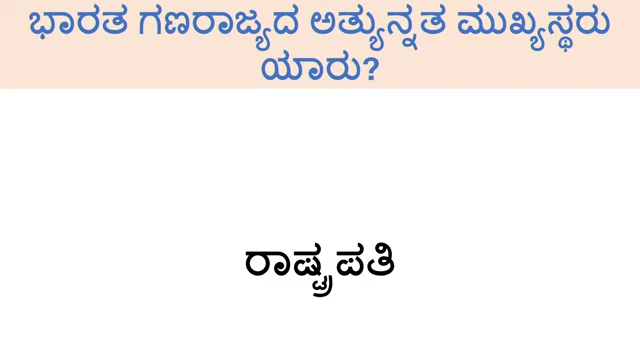 ಭಾರತ ಗಣರಾಜ್ಯದ ಅತ್ಯುನ್ನತ ಮುಖ್ಯಸ್ಥರು
ಯಾರು?
ರಾಷ್ಟ್ರಪತಿ